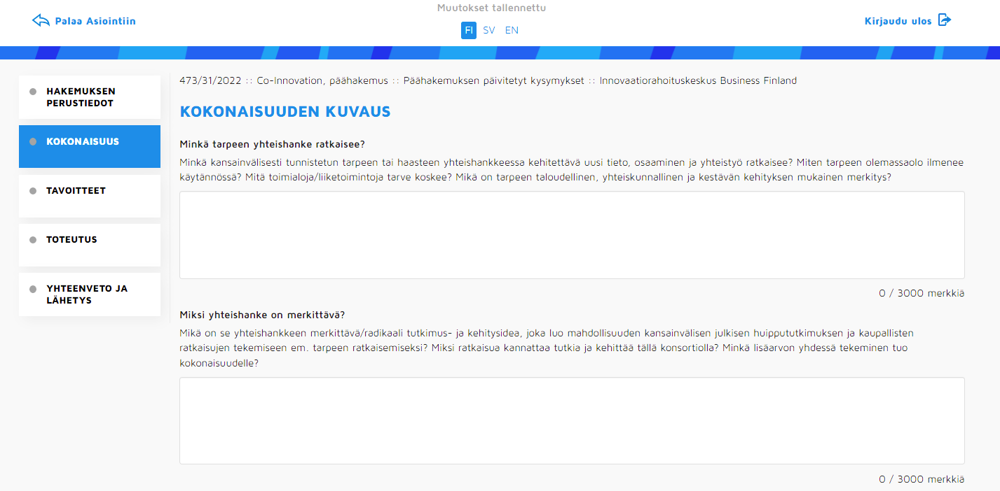 Muutokset tallennettu
Palaa Asiointiin
FI SV EN
Kirjaudu ulos
HAKEMUKSEN
PERUSTIEDOT
KOKONAISUUS
TAVOITTEET
TOTEUTUS
YHTEENVETO JA
LÄHETYS
473/31/2022 :: Co-Innovation, päähakemus :: Päähakemuksen päivitetyt kysymykset :: Innovaatiorahoituskeskus Business Finland
KOKONAISUUDEN KUVAUS
Minkä tarpeen yhteishanke ratkaisee?
Minkä kansainvälisesti tunnistetun tarpeen tai haasteen yhteishankkeessa kehitettävä uusi tieto, osaaminen ja yhteistyö ratkaisee? Miten tarpeen olemassaolo ilmenee
käytännössä? Mitä toimialoja/liiketoimintoja tarve koskee? Mikä on tarpeen taloudellinen, yhteiskunnallinen ja kestävän kehityksen mukainen merkitys?
0 / 3000 merkkiä
Miksi yhteishanke on merkittävä?
Mikä on se yhteishankkeen merkittävä/radikaali tutkimus- ja kehitysidea, joka luo mahdollisuuden kansainvälisen julkisen huippututkimuksen ja kaupallisten
ratkaisujen tekemiseen em. tarpeen ratkaisemiseksi? Miksi ratkaisua kannattaa tutkia ja kehittää tällä konsortiolla? Minkä lisäarvon yhdessä tekeminen tuo
kokonaisuudelle?
0 / 3000 merkkiä